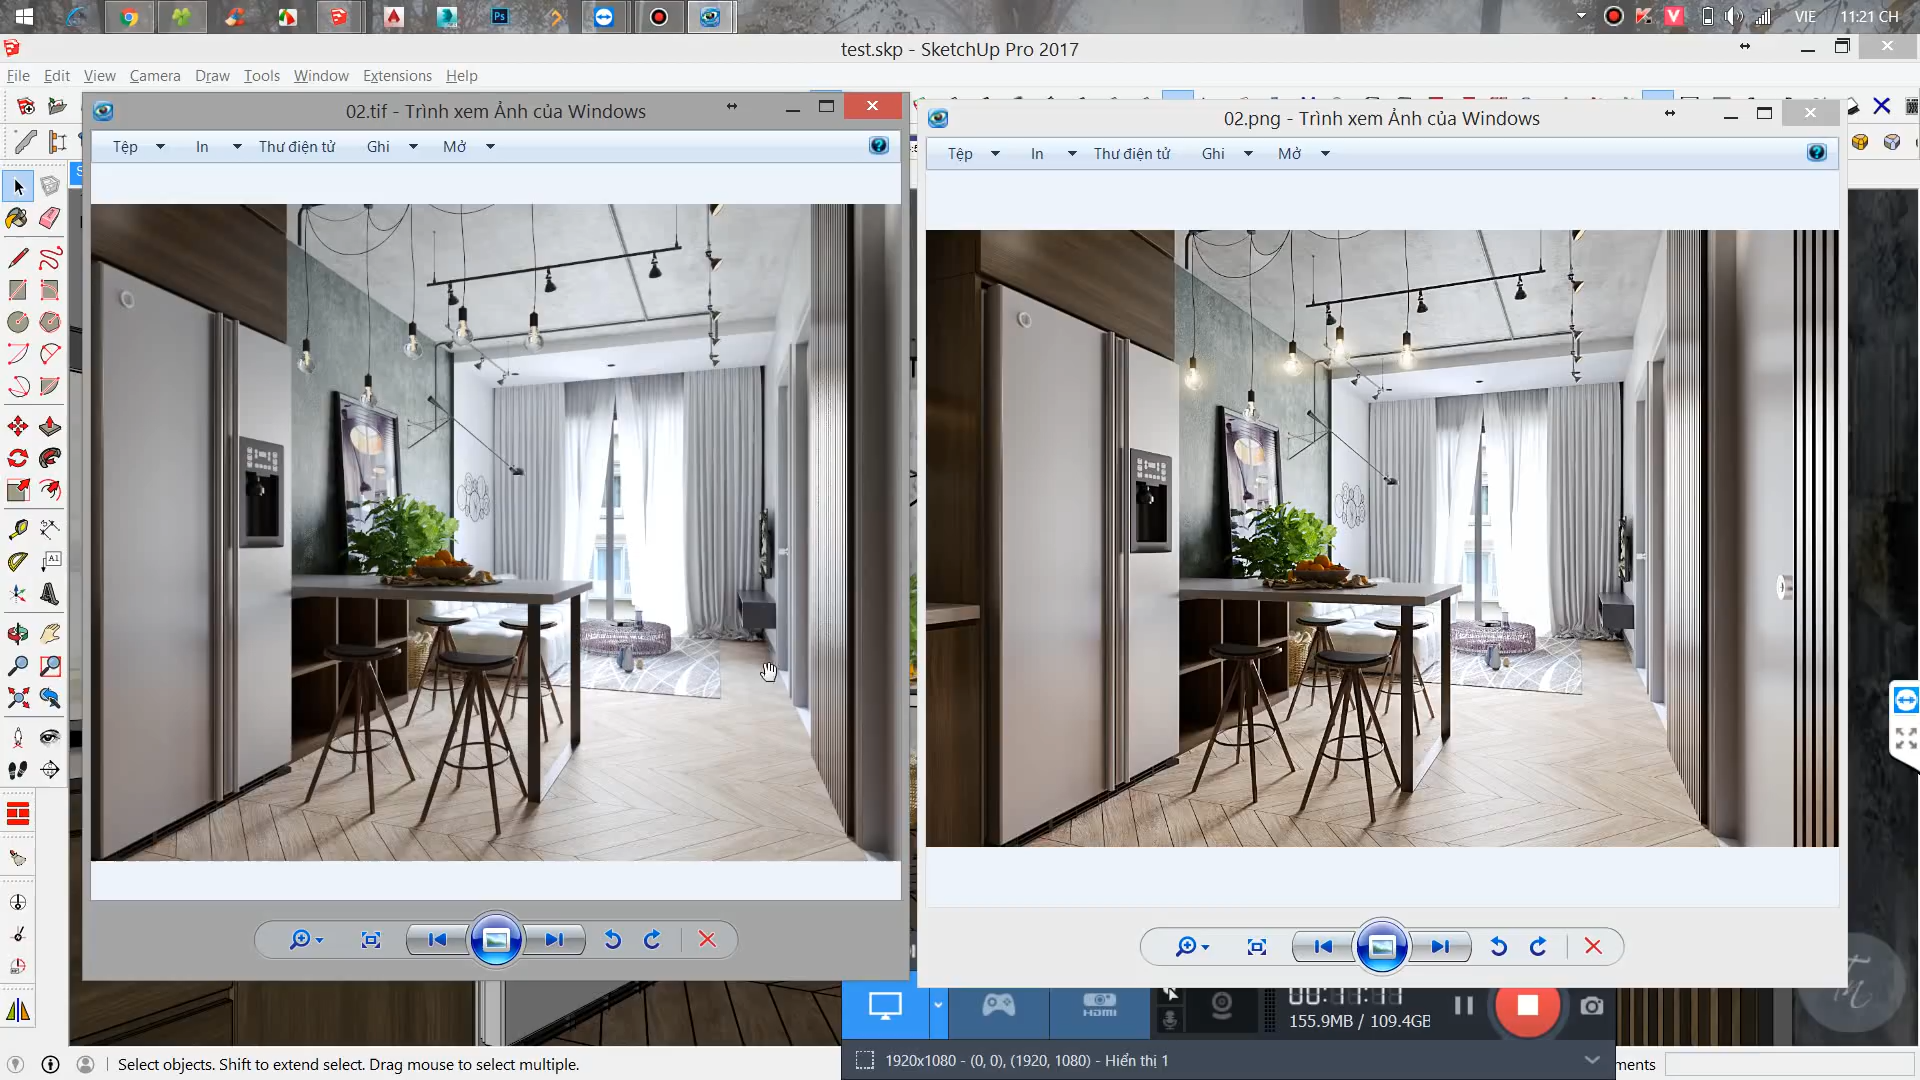 VIE 11:21 CH
test.skp - SketchUp Pro 2017
File Edit View Camera Draw Tools Window Extensions Help
02.tif - Trình xem Ảnh của Windows
Tệp In Thư điện tử Ghi Mở
02.png - Trình xem Ảnh của Windows
Tệp In Thư điện tử Ghi Mở
HDMI
155.9MB / 109.4GB
1920x1080 - (0, 0), (1920, 1080) - Hiển thị 1
Select objects. Shift to extend select. Drag mouse to select multiple.
ments